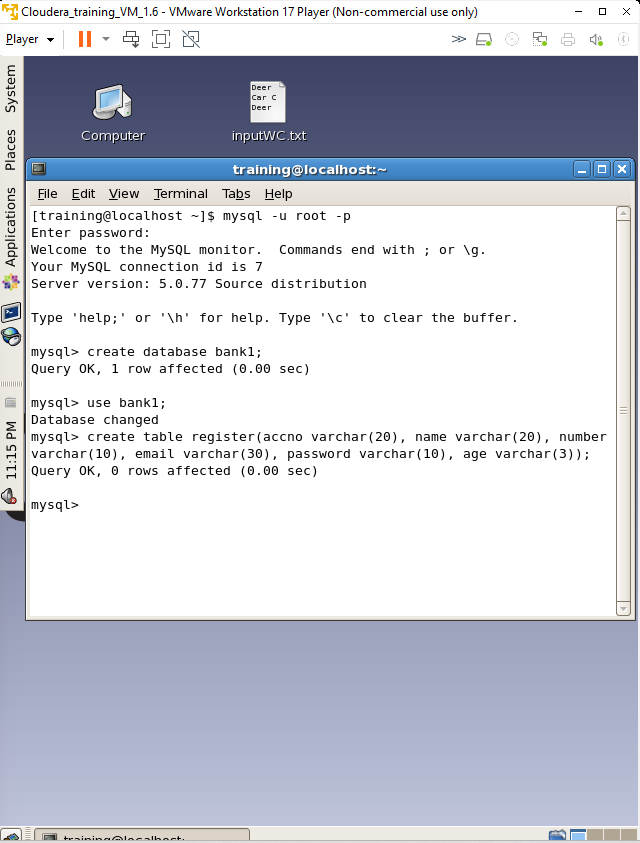 Cloudera_training_VM_1.6 - VMware Workstation 17 Player (Non-commercial use only)
Player
System
Places
Applications
11:15 PM
Deer
Car C
Deer
Computer
inputWC.txt
training@localhost:~
File Edit View Terminal Tabs Help
[training@localhost ~]$ mysql -u root -p
Enter password:
Welcome to the MySQL monitor.  Commands end with ; or \g.
Your MySQL connection id is 7
Server version: 5.0.77 Source distribution
Type 'help;' or '\h' for help. Type '\c' to clear the buffer.
mysql> create database bank1;
Query OK, 1 row affected (0.00 sec)
mysql> use bank1;
Database changed
mysql> create table register(accno varchar(20), name varchar(20), number
varchar(10), email varchar(30), password varchar(10), age varchar(3));
Query OK, 0 rows affected (0.00 sec)
mysql>
training@localhost: